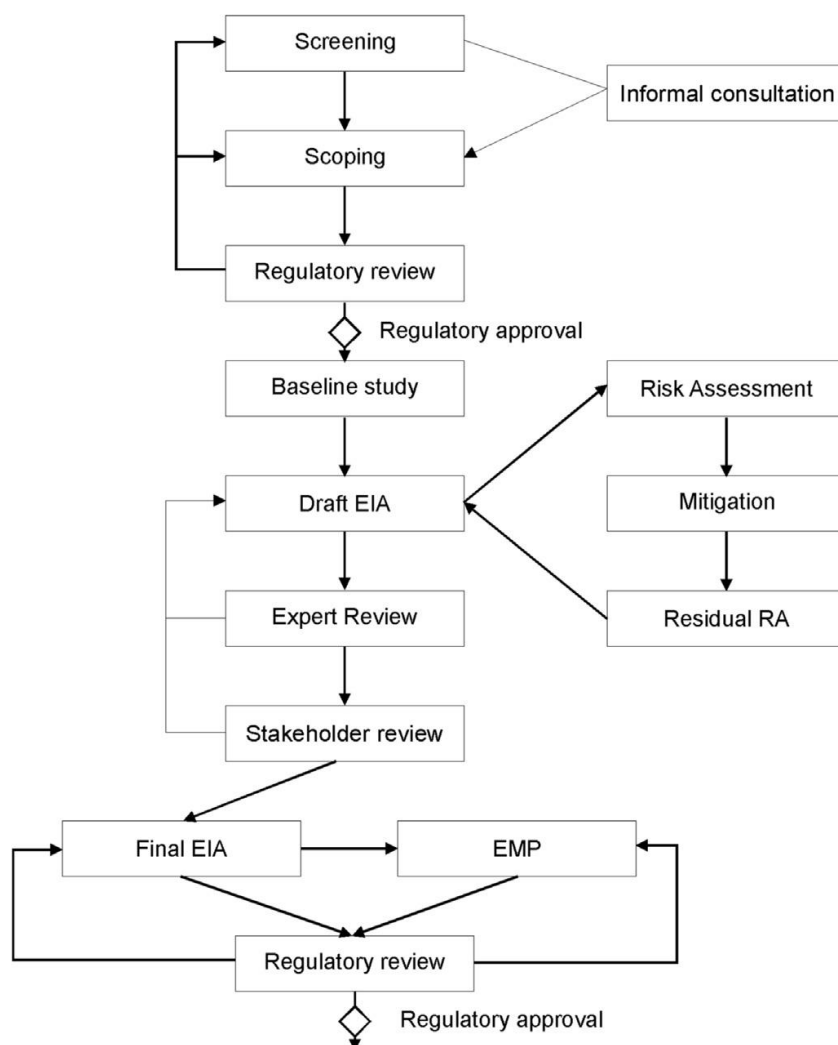 Screening
Informal consultation
Scoping
Regulatory review
Regulatory approval
Baseline study
Risk Assessment
Draft EIA
Mitigation
Expert Review
Residual RA
Stakeholder review
Final EIA
EMP
Regulatory review
Regulatory approval